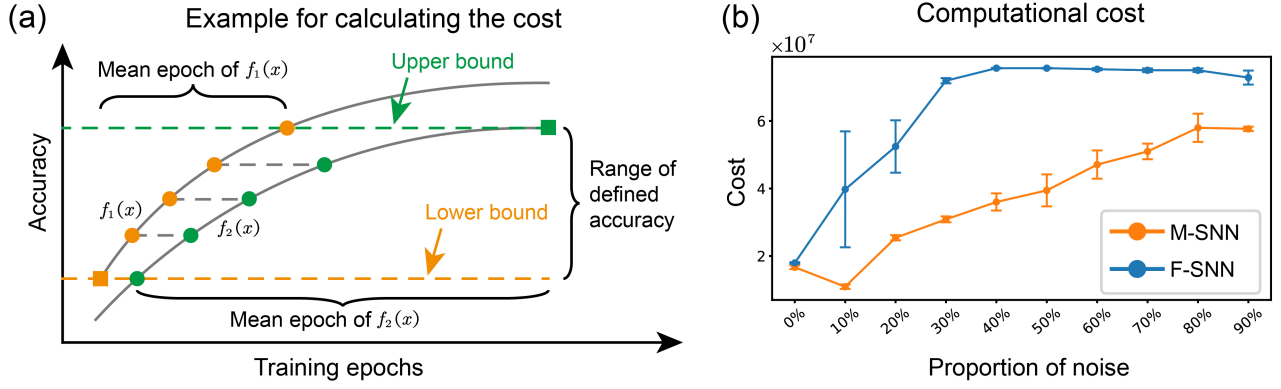 (a)
Example for calculating the cost
Mean epoch of f₁(x)
Upper bound
Accuracy
f₁(x)
f₂(x)
Lower bound
Range of
defined
accuracy
Mean epoch of f₂(x)
Training epochs
(b)
Computational cost
×10⁷
6
4
2
Cost
M-SNN
F-SNN
0%
10%
20%
30%
40%
50%
60%
70%
80%
90%
Proportion of noise